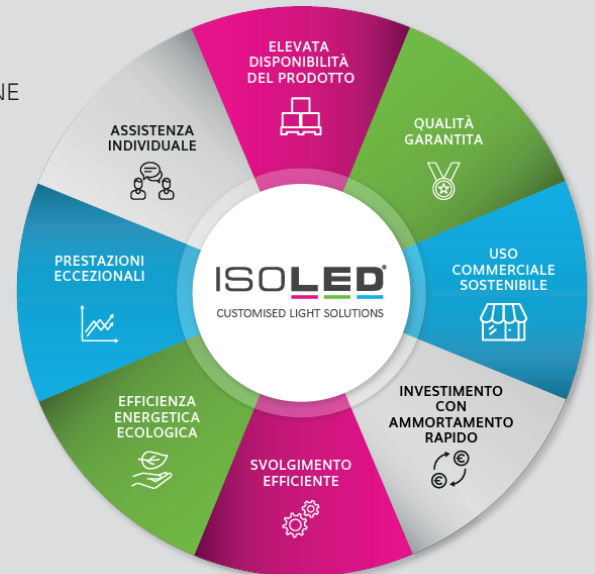 NE
ELEVATA
DISPONIBILITÀ
DEL PRODOTTO
QUALITÀ
GARANTITA
USO
COMMERCIALE
SOSTENIBILE
INVESTIMENTO
CON
AMMORTAMENTO
RAPIDO
SVOLGIMENTO
EFFICIENTE
EFFICIENZA
ENERGETICA
ECOLOGICA
PRESTAZIONI
ECCEZIONALI
ASSISTENZA
INDIVIDUALE
ISOLED®
CUSTOMISED LIGHT SOLUTIONS